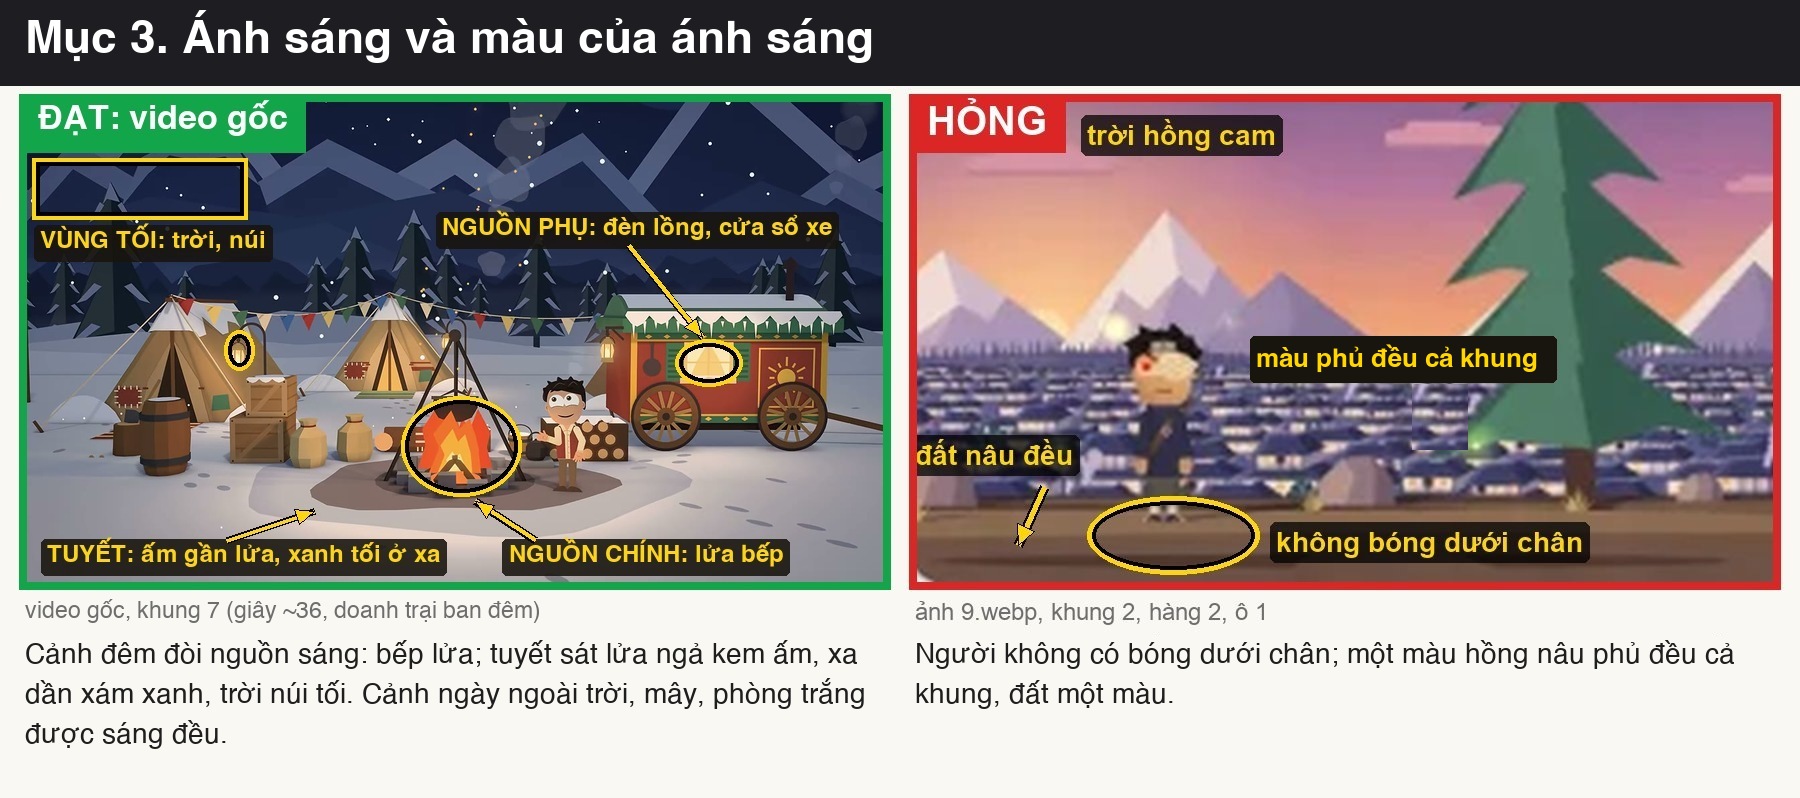 Mục 3. Ánh sáng và màu của ánh sáng
ĐẠT: video gốc
VÙNG TỐI: trời, núi
NGUỒN PHỤ: đèn lồng, cửa sổ xe
TUYẾT: ấm gần lửa, xanh tối ở xa
NGUỒN CHÍNH: lửa bếp
video gốc, khung 7 (giây ~36, doanh trại ban đêm)
Cảnh đêm đòi nguồn sáng: bếp lửa; tuyết sát lửa ngả kem ấm, xa
dần xám xanh, trời núi tối. Cảnh ngày ngoài trời, mây, phòng trắng
được sáng đều.
HỎNG
trời hồng cam
màu phủ đều cả khung
đất nâu đều
không bóng dưới chân
ảnh 9.webp, khung 2, hàng 2, ô 1
Người không có bóng dưới chân; một màu hồng nâu phủ đều cả
khung, đất một màu.